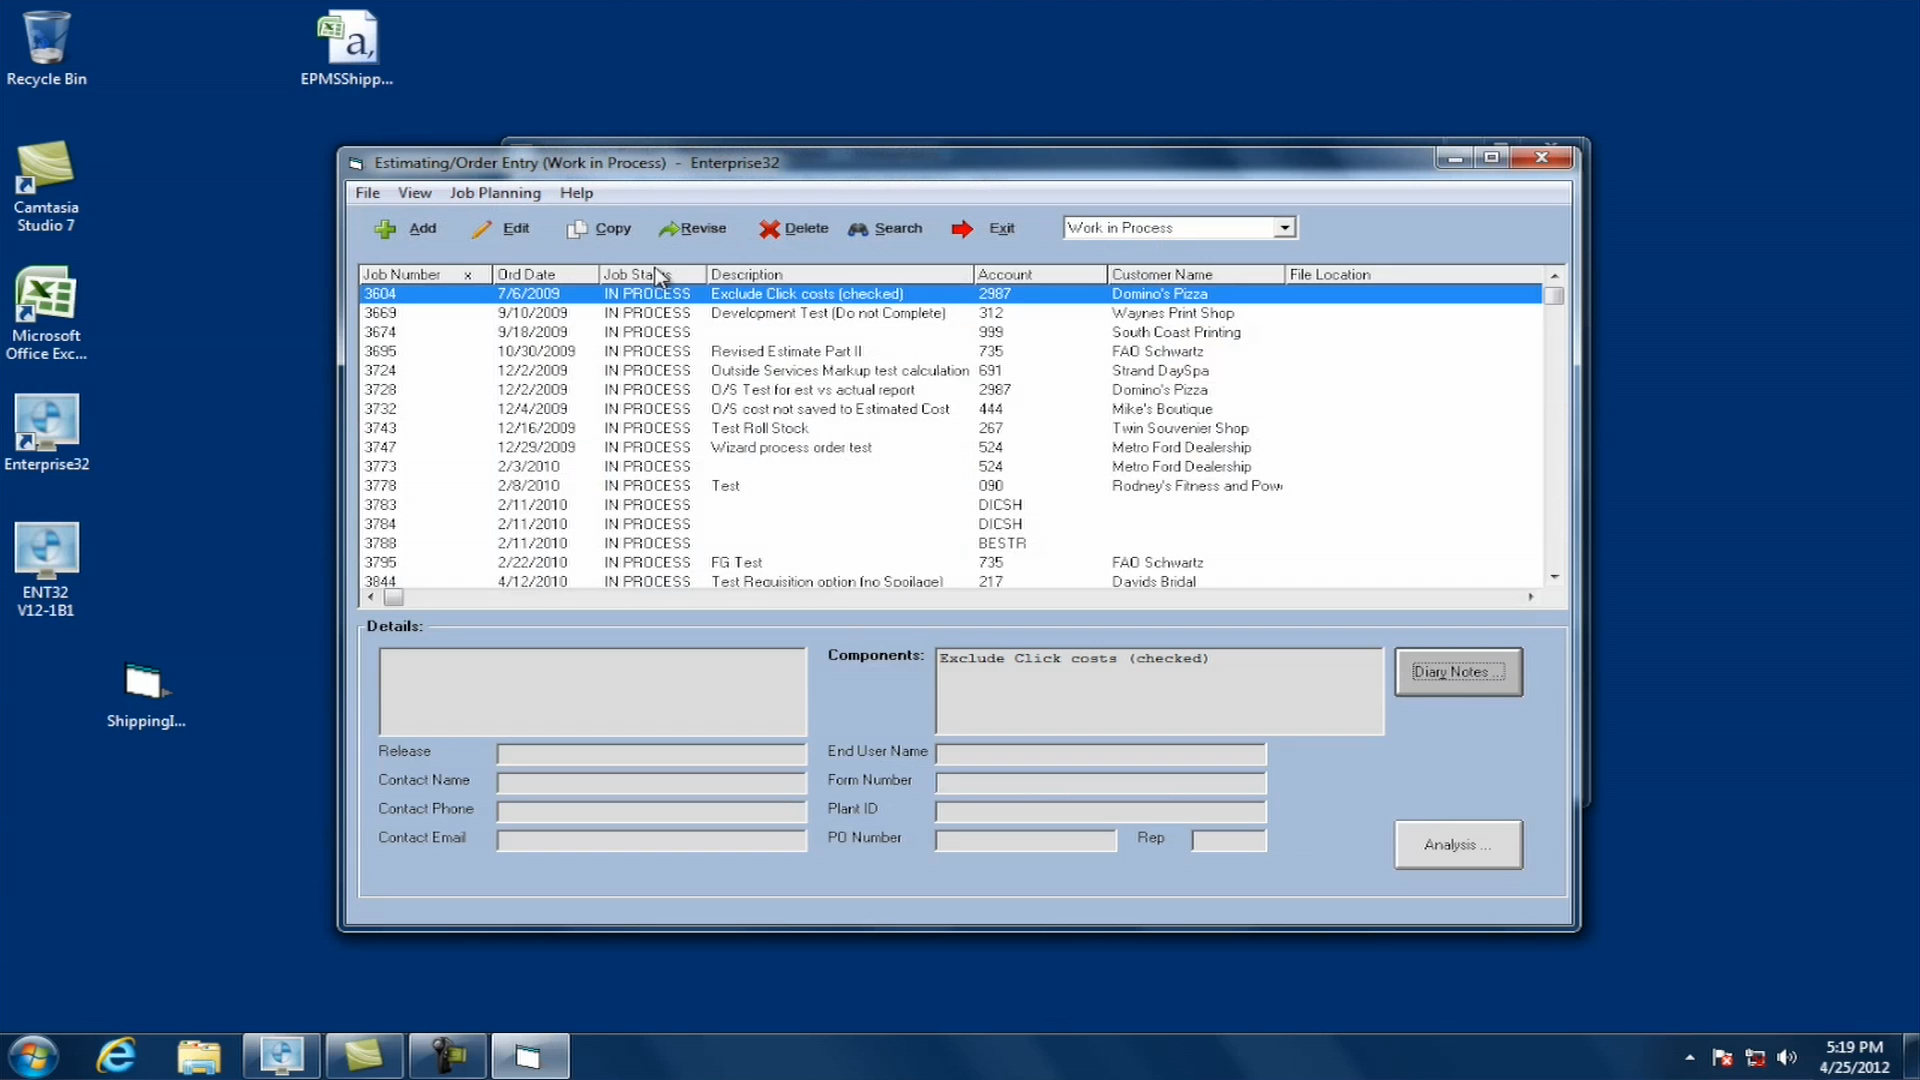 Recycle Bin
EPMSShipp...
Camtasia
Studio 7
Microsoft
Office Exc...
Enterprise32
ENT32
V12-1B1
ShippingI...
Estimating/Order Entry (Work in Process) - Enterprise32
File View Job Planning Help
Add Edit Copy Revise Delete Search Exit Work in Process
Job Number x Ord Date Job Status Description Account Customer Name File Location
3604 7/6/2009 IN PROCESS Exclude Click costs (checked) 2987 Domino's Pizza
3669 9/10/2009 IN PROCESS Development Test (Do not Complete) 312 Waynes Print Shop
3674 9/18/2009 IN PROCESS 999 South Coast Printing
3695 10/30/2009 IN PROCESS Revised Estimate Part II 735 FAO Schwartz
3724 12/2/2009 IN PROCESS Outside Services Markup test calculation 691 Strand DaySpa
3728 12/2/2009 IN PROCESS O/S Test for est vs actual report 2987 Domino's Pizza
3732 12/4/2009 IN PROCESS O/S cost not saved to Estimated Cost 444 Mike's Boutique
3743 12/16/2009 IN PROCESS Test Roll Stock 267 Twin Souvenier Shop
3747 12/29/2009 IN PROCESS Wizard process order test 524 Metro Ford Dealership
3773 2/3/2010 IN PROCESS 524 Metro Ford Dealership
3778 2/8/2010 IN PROCESS Test 090 Rodney's Fitness and Powe
3783 2/11/2010 IN PROCESS DICSH
3784 2/11/2010 IN PROCESS DICSH
3788 2/11/2010 IN PROCESS BESTR
3795 2/22/2010 IN PROCESS FG Test 735 FAO Schwartz
3844 4/12/2010 IN PROCESS Test Requisition option (no Spoilage) 217 Davids Bridal
Details:
Components: Exclude Click costs (checked)
Diary Notes ...
Release End User Name
Contact Name Form Number
Contact Phone Plant ID
Contact Email PO Number Rep
Analysis ...
5:19 PM
4/25/2012